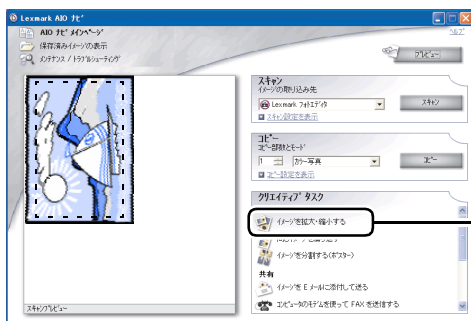 Lexmark AIO ナビ
AIO ナビ メインページ
保存済みイメージの表示
メンテナンス / トラブルシューティング
ヘルプ
プレビュー
スキャン
イメージの取り込み先
Lexmark フォトエディタ
スキャン
スキャン設定を表示
コピー
コピー部数とモード
1
カラー写真
コピー
コピー設定を表示
クリエイティブ タスク
イメージを拡大・縮小する
イメージを分割する(ポスター)
共有
イメージを E メールに添付して送る
コンピュータのモデムを使って FAX を送信する
スキャンプレビュー